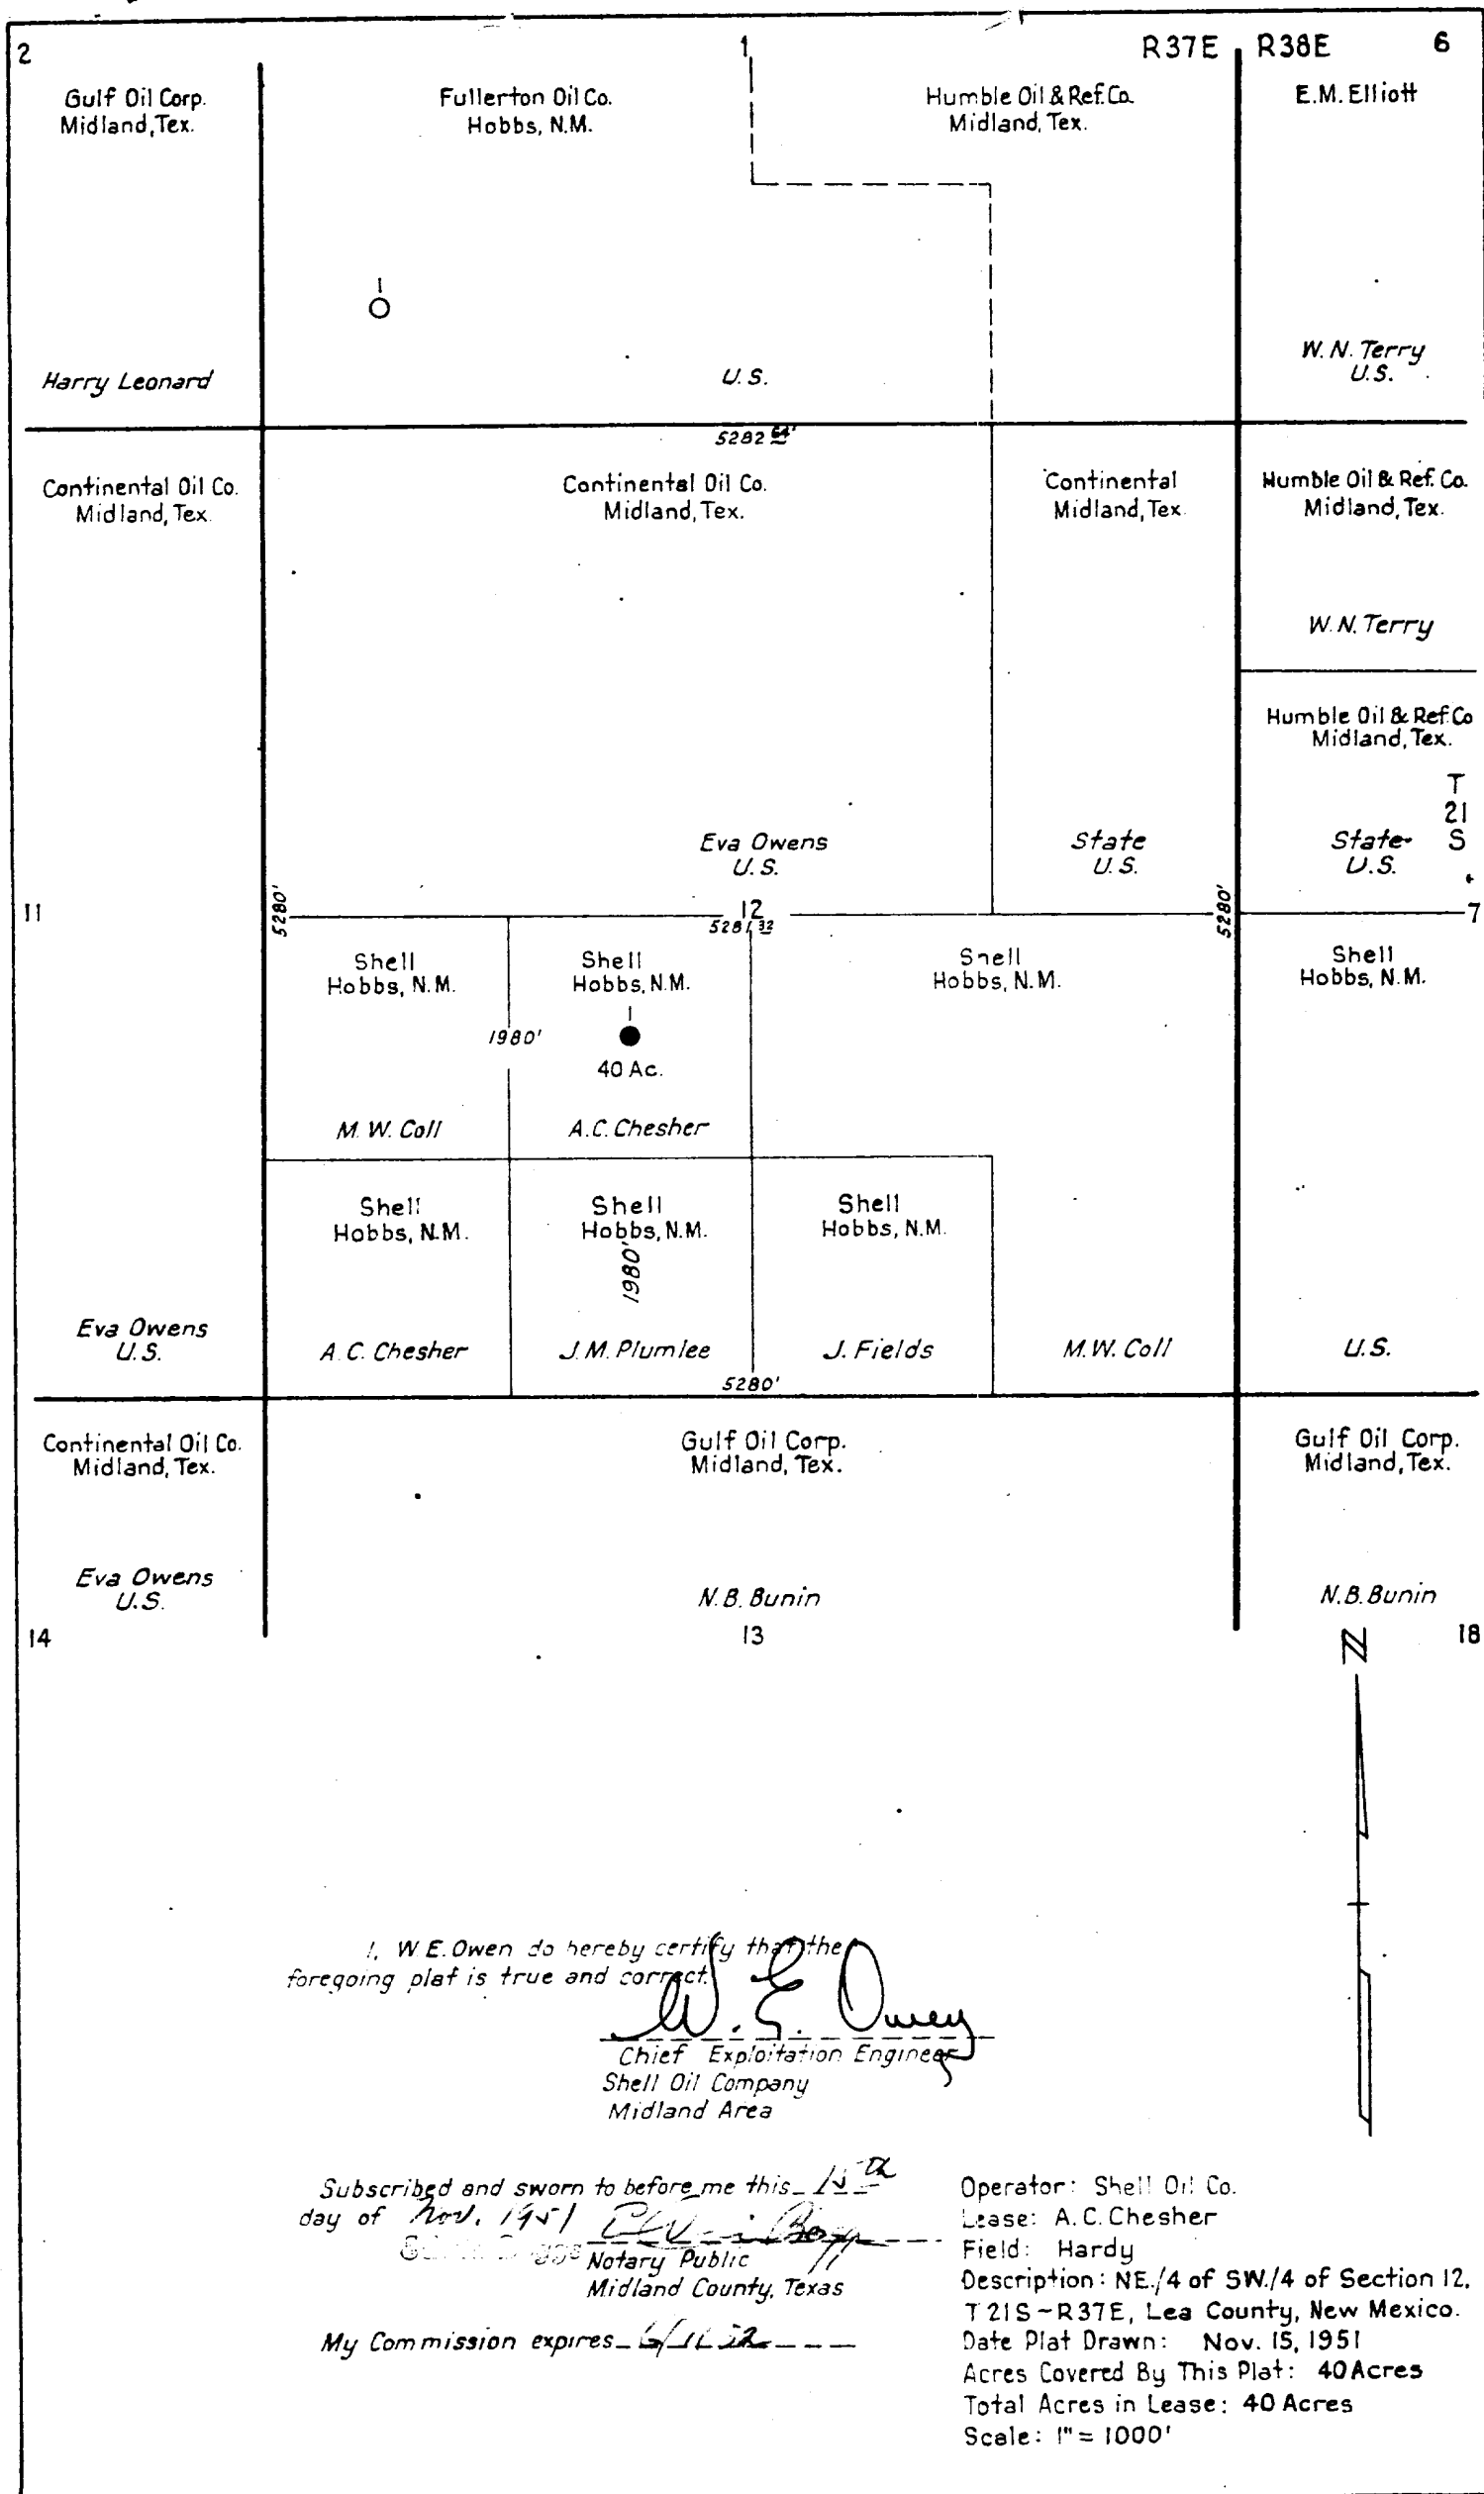 2
1
R37E R38E
6
Gulf Oil Corp.
Midland, Tex.
Fullerton Oil Co.
Hobbs, N.M.
Humble Oil & Ref. Co.
Midland, Tex.
E.M. Elliott
1
Harry Leonard
U.S.
W. N. Terry
U.S.
5282 64'
Continental Oil Co.
Midland, Tex.
Continental Oil Co.
Midland, Tex.
Continental
Midland, Tex.
Humble Oil & Ref. Co.
Midland, Tex.
W. N. Terry
Humble Oil & Ref. Co
Midland, Tex.
T
21
S
Eva Owens
U.S.
State
U.S.
State
U.S.
11
5280'
12
5281 32
5280'
7
Shell
Hobbs, N.M.
Shell
Hobbs, N.M.
Shell
Hobbs, N.M.
Shell
Hobbs, N.M.
1980'
1
40 Ac.
M. W. Coll
A.C. Chesher
Shell
Hobbs, N.M.
Shell
Hobbs, N.M.
Shell
Hobbs, N.M.
1980'
Eva Owens
U.S.
A. C. Chesher
J. M. Plumlee
J. Fields
M.W. Coll
U.S.
5280'
Continental Oil Co.
Midland, Tex.
Gulf Oil Corp.
Midland, Tex.
Gulf Oil Corp.
Midland, Tex.
Eva Owens
U.S.
N. B. Bunin
N. B. Bunin
14
13
18
N
I, W. E. Owen do hereby certify that the
foregoing plat is true and correct.
W. E. Owen
Chief Exploitation Engineer
Shell Oil Company
Midland Area
Subscribed and sworn to before me this 15th
day of Nov. 1951
Notary Public
Midland County, Texas
My Commission expires
Operator: Shell Oil Co.
Lease: A. C. Chesher
Field: Hardy
Description: NE./4 of SW./4 of Section 12,
T 21S ~ R37E, Lea County, New Mexico.
Date Plat Drawn: Nov. 15, 1951
Acres Covered By This Plat: 40 Acres
Total Acres in Lease: 40 Acres
Scale: 1" = 1000'